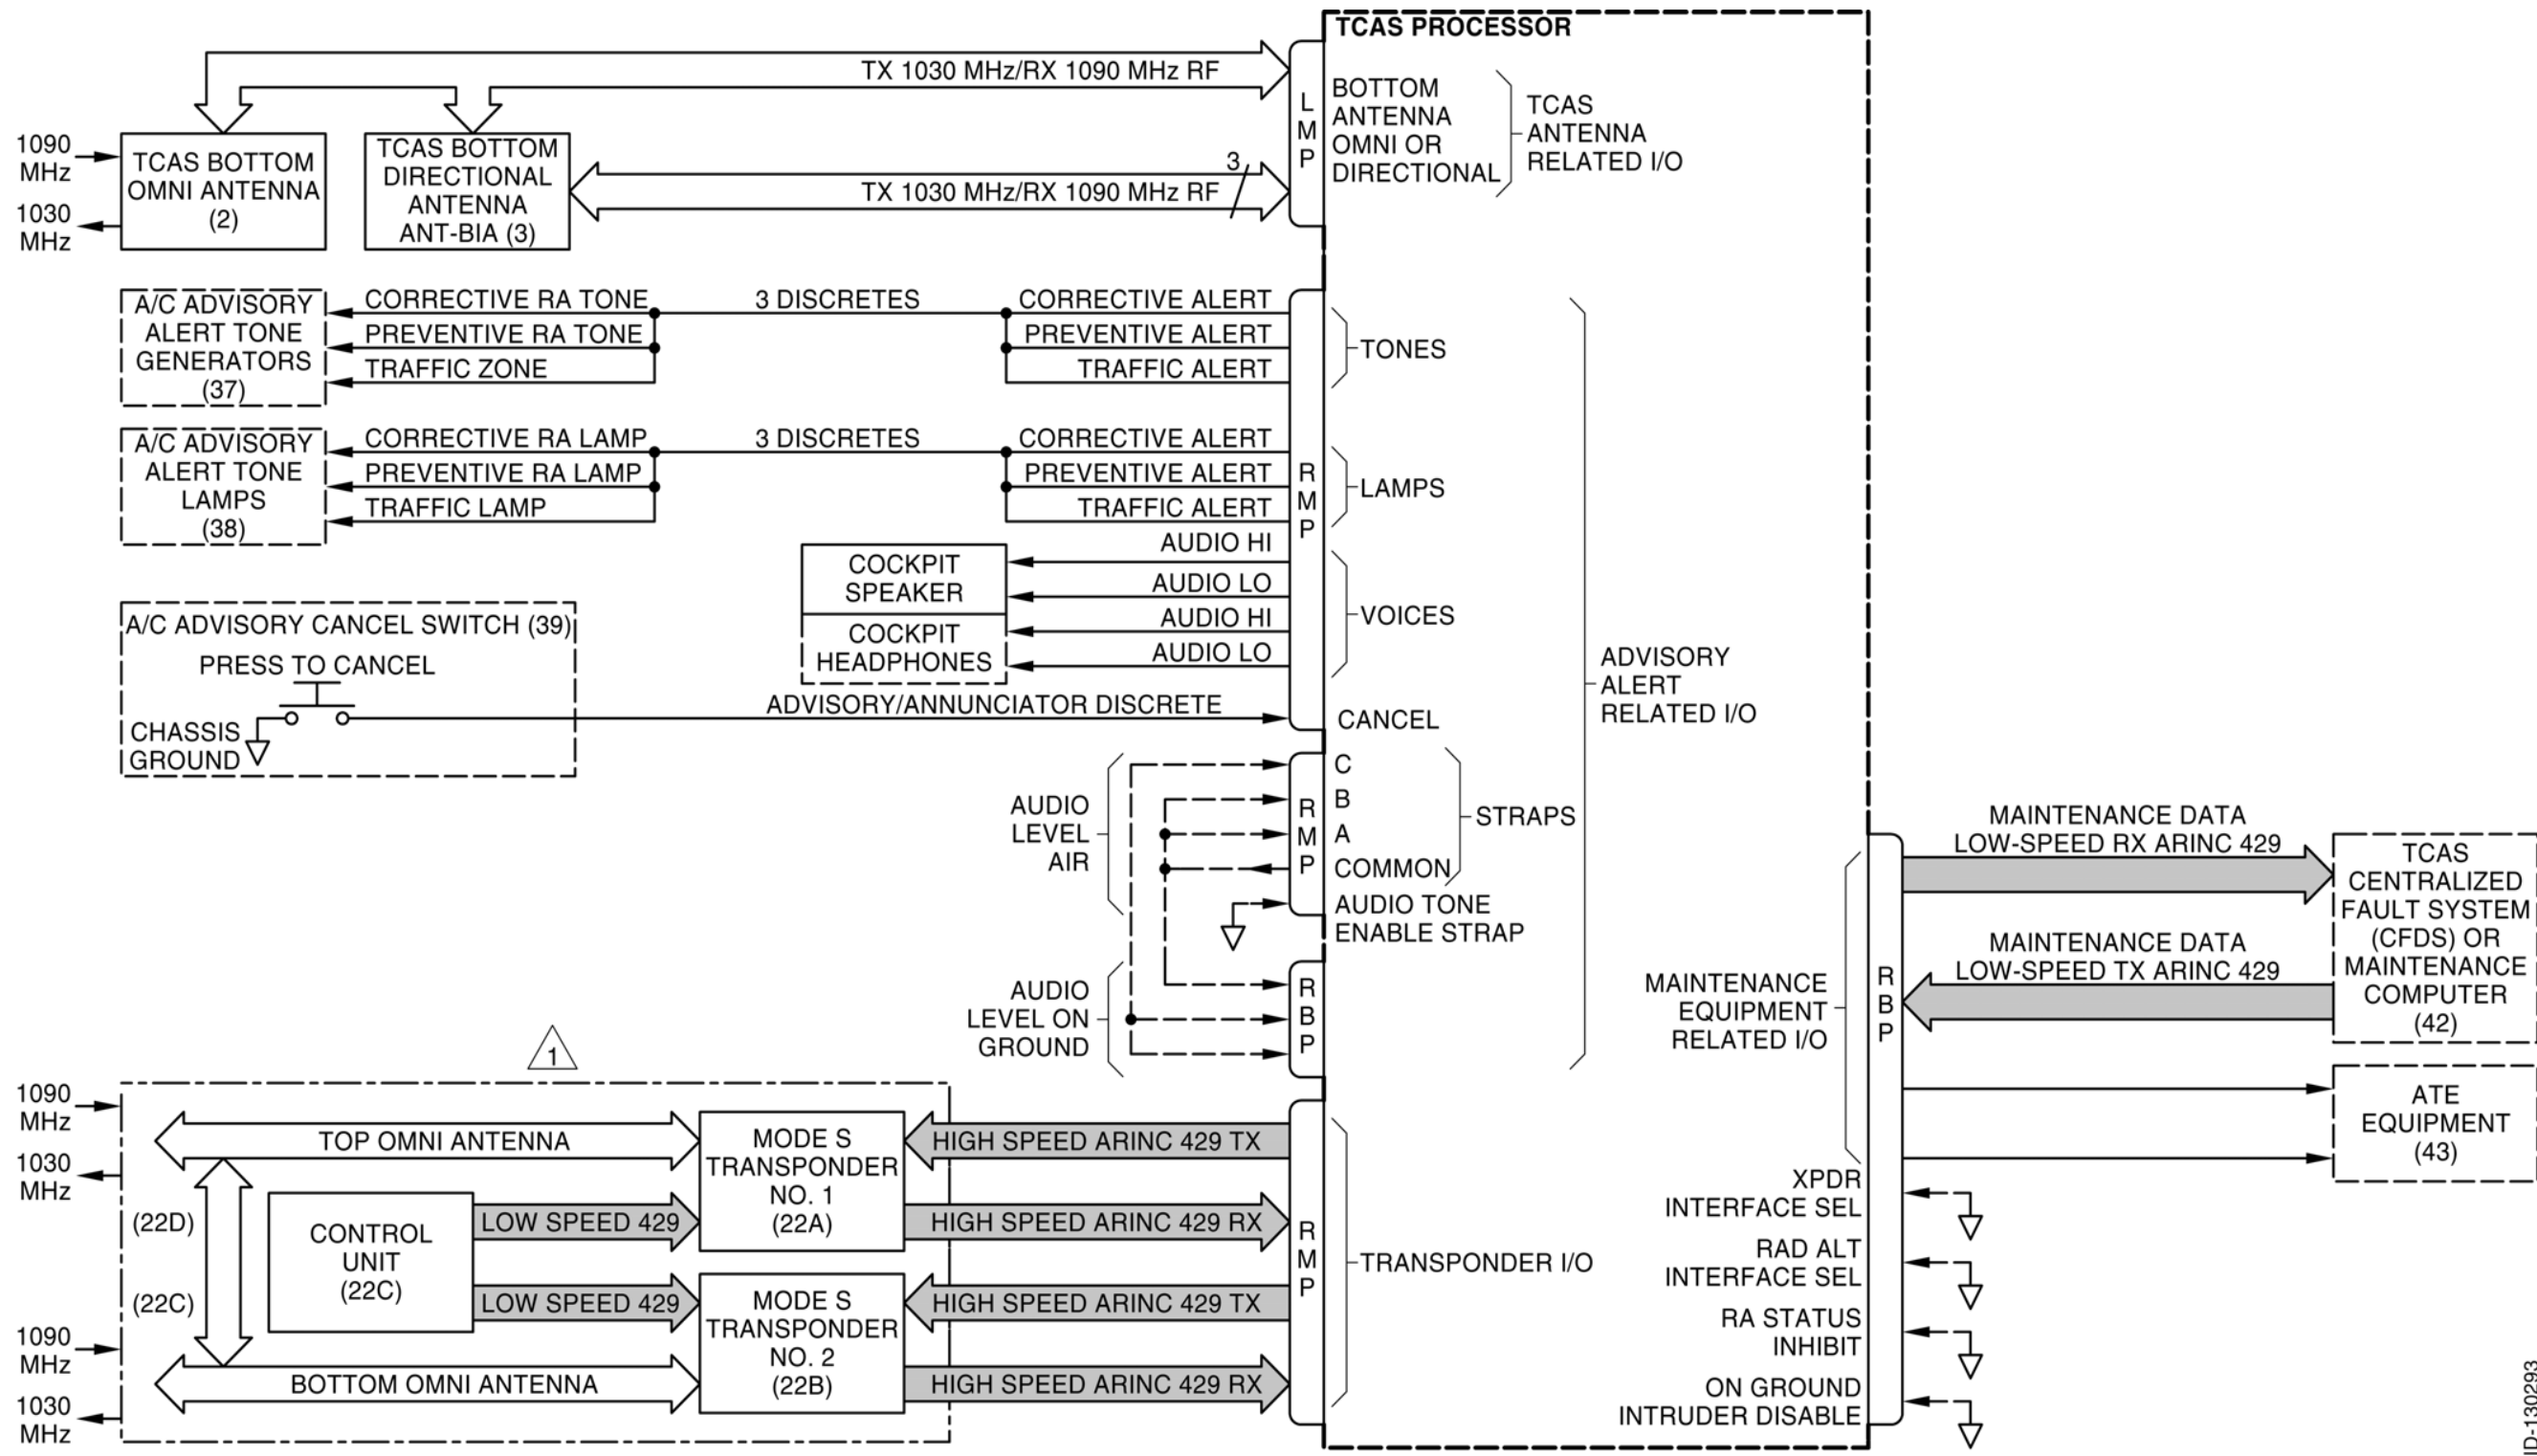 TCAS PROCESSOR
TX 1030 MHz/RX 1090 MHz RF
1090
MHz
1030
MHz
TCAS BOTTOM
OMNI ANTENNA
(2)
TCAS BOTTOM
DIRECTIONAL
ANTENNA
ANT-BIA (3)
3
TX 1030 MHz/RX 1090 MHz RF
L
M
P
BOTTOM
ANTENNA
OMNI OR
DIRECTIONAL
TCAS
ANTENNA
RELATED I/O
A/C ADVISORY
ALERT TONE
GENERATORS
(37)
CORRECTIVE RA TONE
PREVENTIVE RA TONE
TRAFFIC ZONE
3 DISCRETES
CORRECTIVE ALERT
PREVENTIVE ALERT
TRAFFIC ALERT
TONES
A/C ADVISORY
ALERT TONE
LAMPS
(38)
CORRECTIVE RA LAMP
PREVENTIVE RA LAMP
TRAFFIC LAMP
3 DISCRETES
CORRECTIVE ALERT
PREVENTIVE ALERT
TRAFFIC ALERT
R
M
P
LAMPS
COCKPIT
SPEAKER
COCKPIT
HEADPHONES
AUDIO HI
AUDIO LO
AUDIO HI
AUDIO LO
VOICES
A/C ADVISORY CANCEL SWITCH (39)
PRESS TO CANCEL
CHASSIS
GROUND
ADVISORY/ANNUNCIATOR DISCRETE
CANCEL
ADVISORY
ALERT
RELATED I/O
AUDIO
LEVEL
AIR
R
M
P
C
B
A
COMMON
STRAPS
AUDIO TONE
ENABLE STRAP
AUDIO
LEVEL ON
GROUND
R
B
P
MAINTENANCE
EQUIPMENT
RELATED I/O
R
B
P
MAINTENANCE DATA
LOW-SPEED RX ARINC 429
MAINTENANCE DATA
LOW-SPEED TX ARINC 429
TCAS
CENTRALIZED
FAULT SYSTEM
(CFDS) OR
MAINTENANCE
COMPUTER
(42)
ATE
EQUIPMENT
(43)
1
1090
MHz
1030
MHz
(22D)
(22C)
1090
MHz
1030
MHz
TOP OMNI ANTENNA
CONTROL
UNIT
(22C)
LOW SPEED 429
LOW SPEED 429
BOTTOM OMNI ANTENNA
MODE S
TRANSPONDER
NO. 1
(22A)
MODE S
TRANSPONDER
NO. 2
(22B)
HIGH SPEED ARINC 429 TX
HIGH SPEED ARINC 429 RX
HIGH SPEED ARINC 429 TX
HIGH SPEED ARINC 429 RX
R
M
P
TRANSPONDER I/O
XPDR
INTERFACE SEL
RAD ALT
INTERFACE SEL
RA STATUS
INHIBIT
ON GROUND
INTRUDER DISABLE
ID-130293